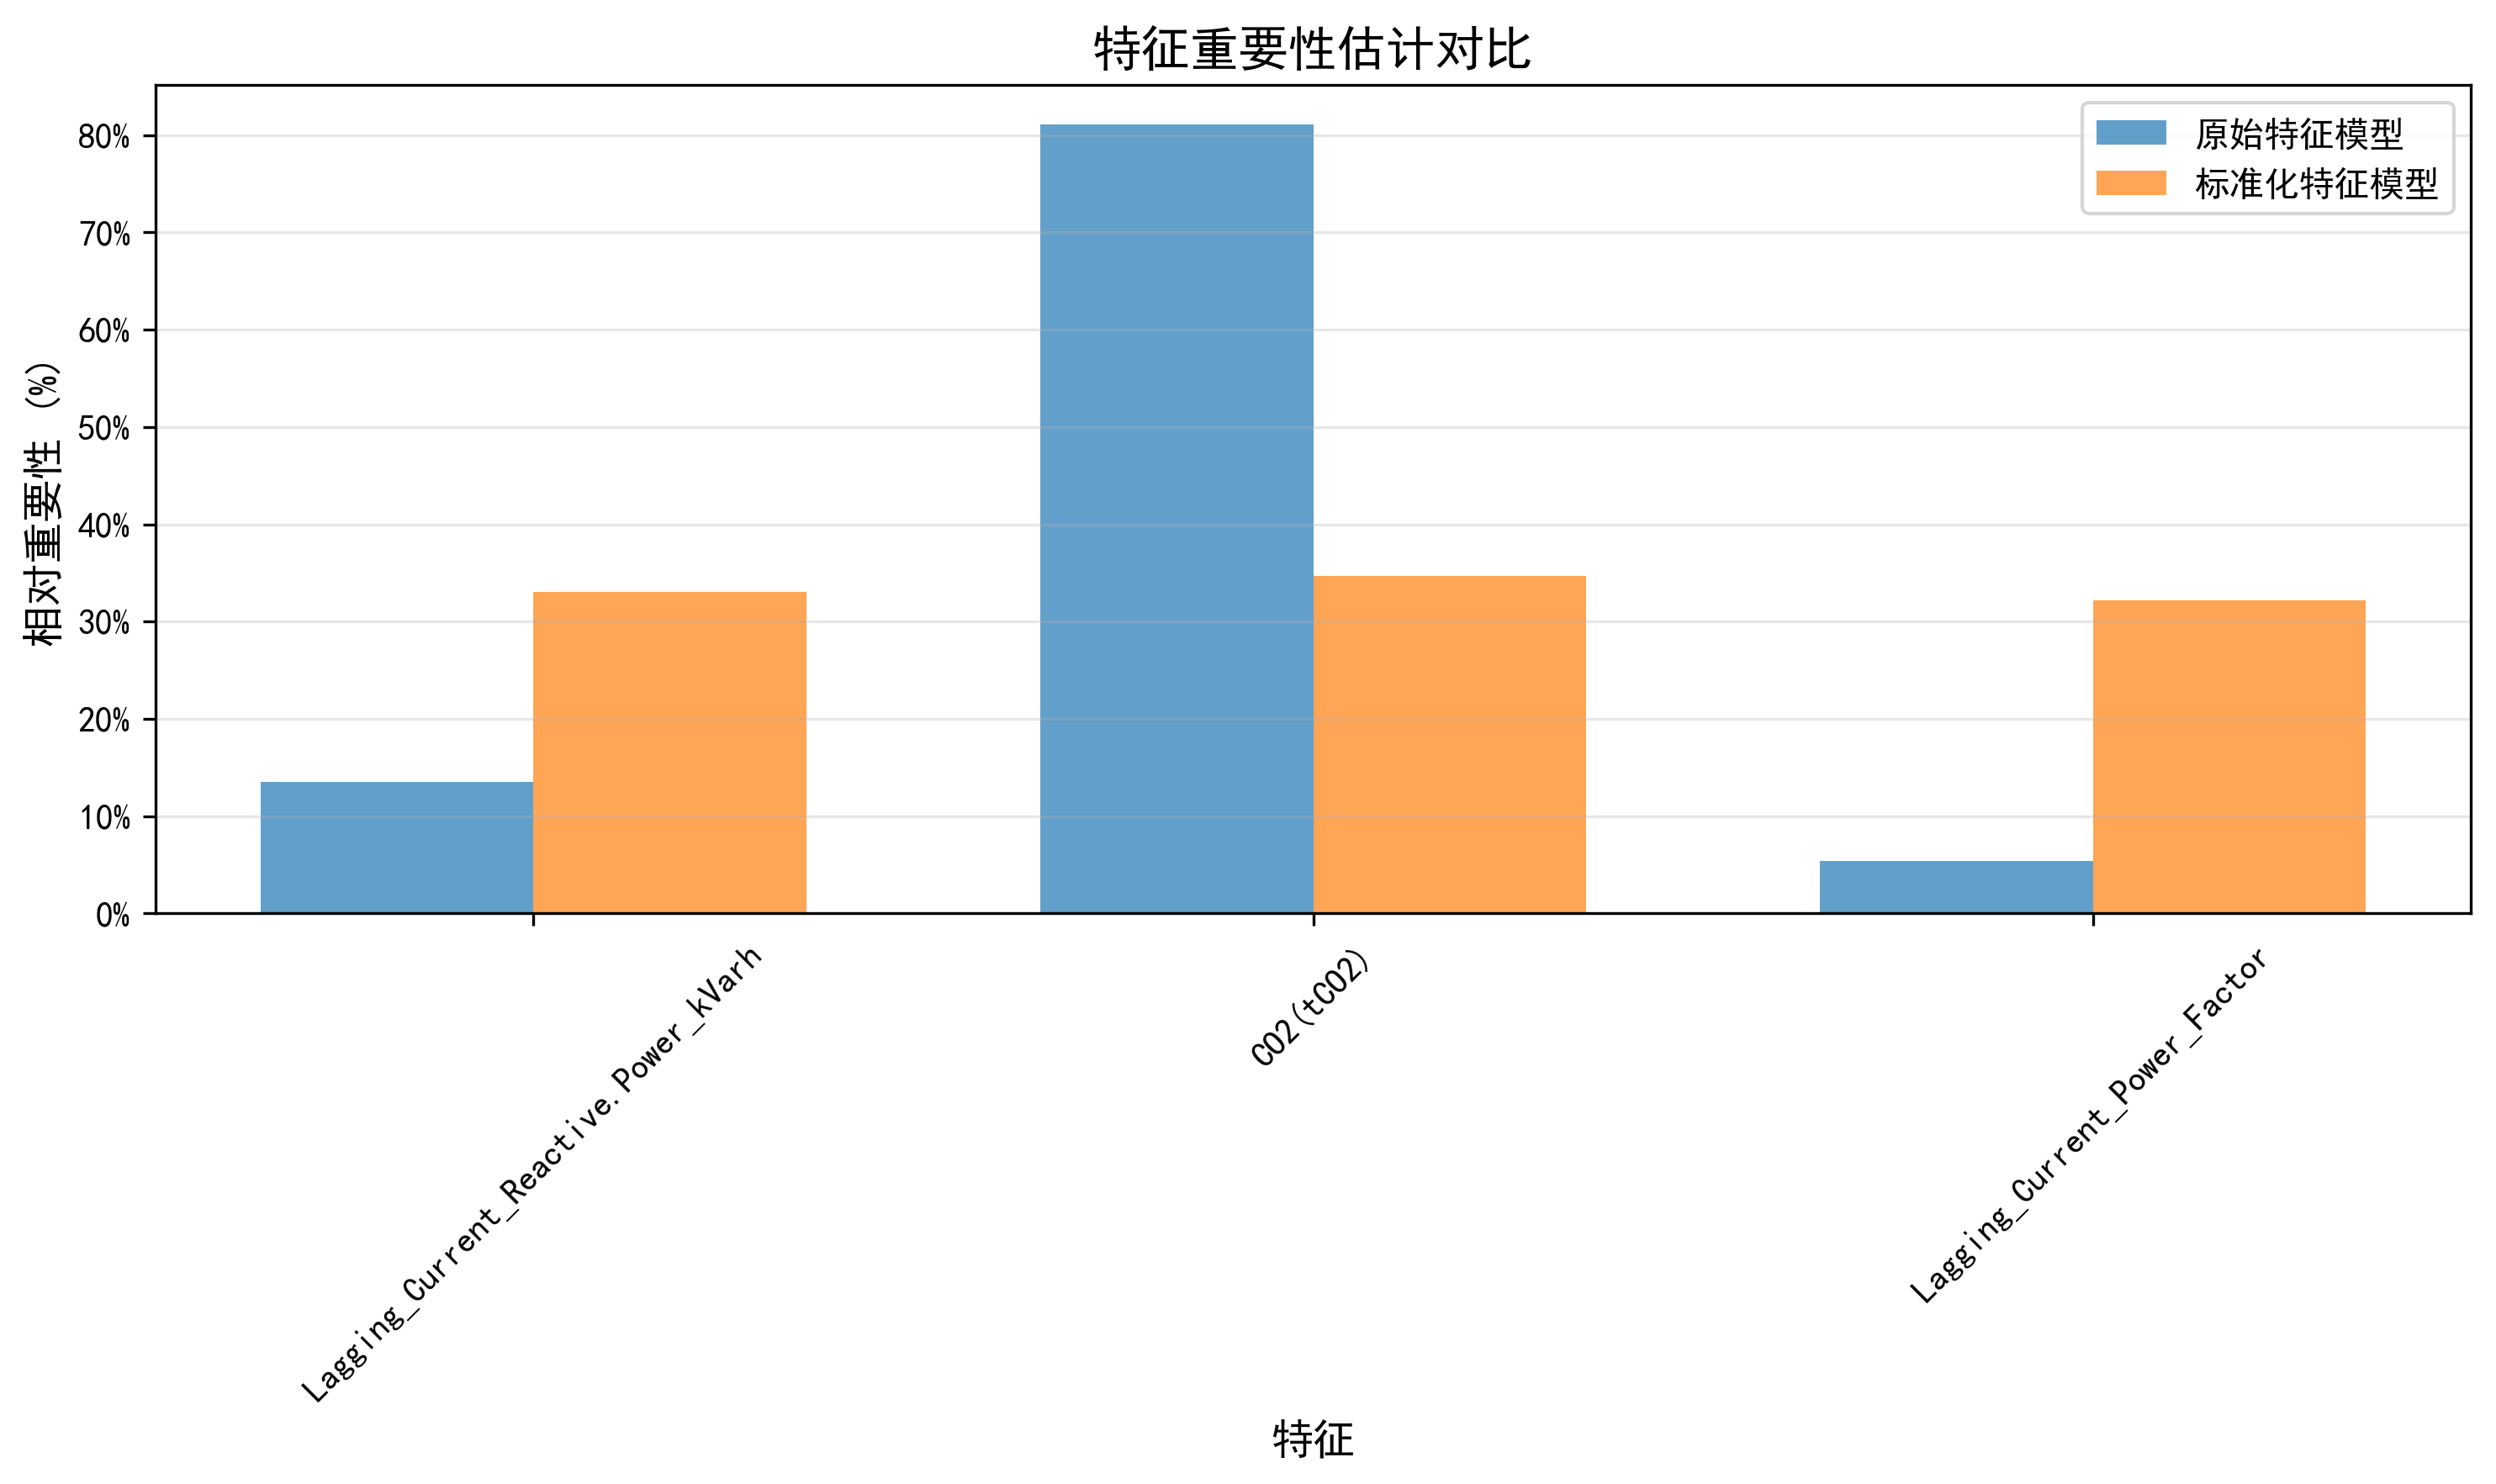 特征重要性估计对比
原始特征模型
标准化特征模型
相对重要性 (%)
80%
70%
60%
50%
40%
30%
20%
10%
0%
Lagging_Current_Reactive.Power_kVarh
CO2(tCO2)
Lagging_Current_Power_Factor
特征